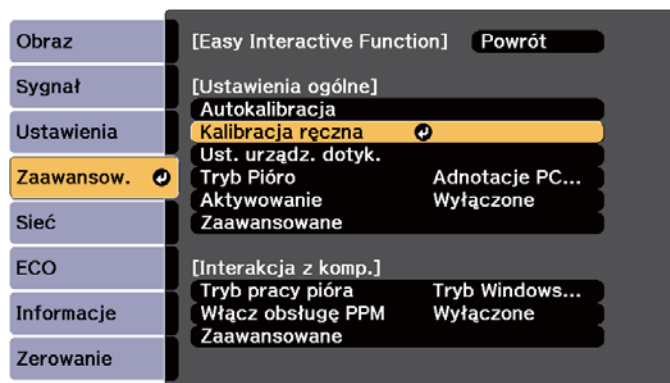 Obraz
Sygnał
Ustawienia
Zaawansow.
Sieć
ECO
Informacje
Zerowanie
[Easy Interactive Function] Powrót
[Ustawienia ogólne]
Autokalibracja
Kalibracja ręczna
Ust. urządz. dotyk.
Tryb Pióro Adnotacje PC...
Aktywowanie Wyłączone
Zaawansowane
[Interakcja z komp.]
Tryb pracy pióra Tryb Windows...
Włącz obsługę PPM Wyłączone
Zaawansowane